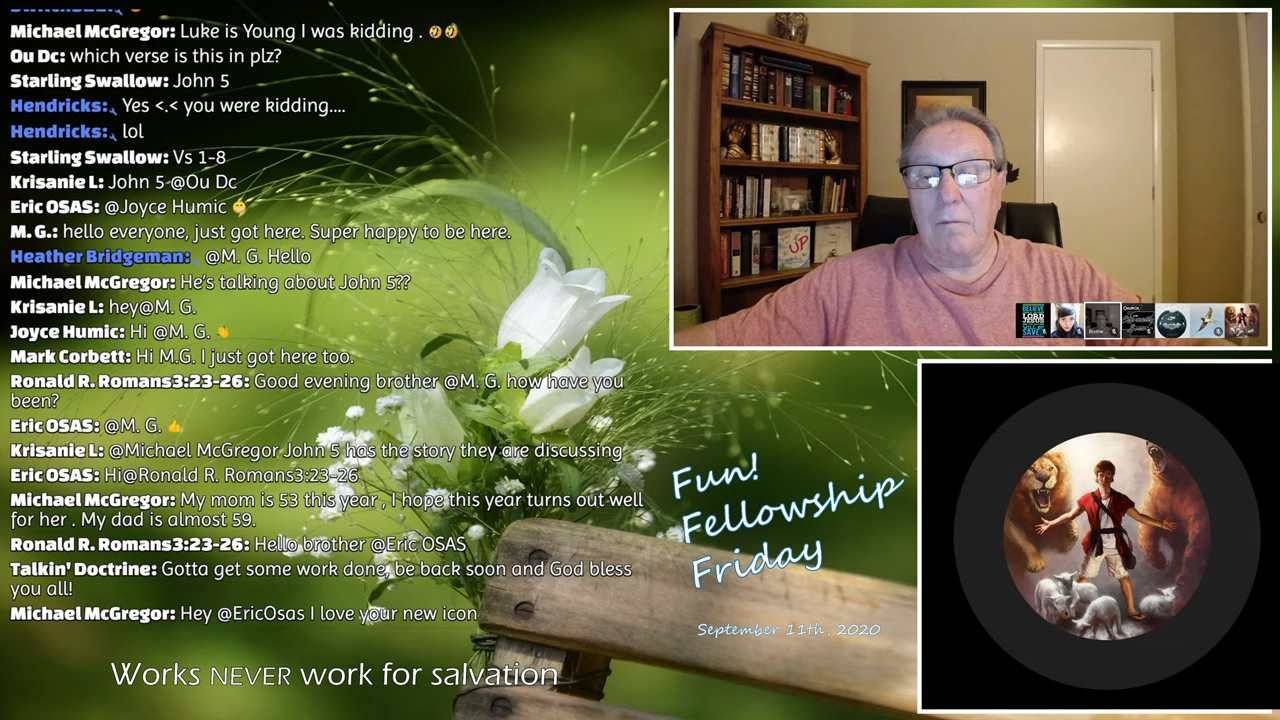 Michael McGregor: Luke is Young I was kidding . 🤣🤣
Ou Dc: which verse is this in plz?
Starling Swallow: John 5
Hendricks: Yes <.< you were kidding....
Hendricks: lol
Starling Swallow: Vs 1-8
Krisanie L: John 5 @Ou Dc
Eric OSAS: @Joyce Humic
M. G.: hello everyone, just got here. Super happy to be here.
Heather Bridgeman: @M. G. Hello
Michael McGregor: He's talking about John 5??
Krisanie L: hey@M. G.
Joyce Humic: Hi @M. G. 👋
Mark Corbett: Hi M.G. I just got here too.
Ronald R. Romans3:23-26: Good evening brother @M. G. how have you
been?
Eric OSAS: @M. G. 👍
Krisanie L: @Michael McGregor John 5 has the story they are discussing
Eric OSAS: Hi@Ronald R. Romans3:23-26
Michael McGregor: My mom is 53 this year , I hope this year turns out well
for her . My dad is almost 59.
Ronald R. Romans3:23-26: Hello brother @Eric OSAS
Talkin' Doctrine: Gotta get some work done, be back soon and God bless
you all!
Michael McGregor: Hey @EricOsas I love your new icon
Works NEVER work for salvation
UP
BELIEVE
LORD
JESUS
SAVE
Brothe...
CHURCH
Fun!
Fellowship
Friday
September 11th, 2020